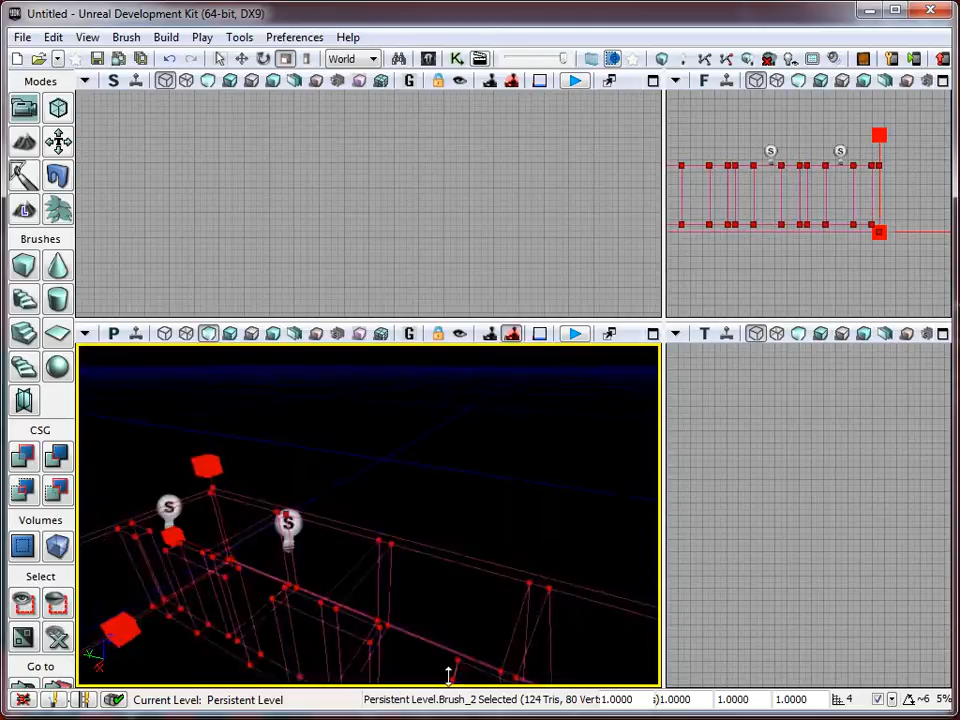 Untitled - Unreal Development Kit (64-bit, DX9)
File Edit View Brush Build Play Tools Preferences Help
World
Modes
S G F
L
Brushes
P G T
CSG
Volumes
Select
Go to
S S
S S
Current Level: Persistent Level
Persistent Level.Brush_2 Selected (124 Tris, 80 Vert 1.0000 s) 1.0000 1.0000 1.0000 4 ~6 5%